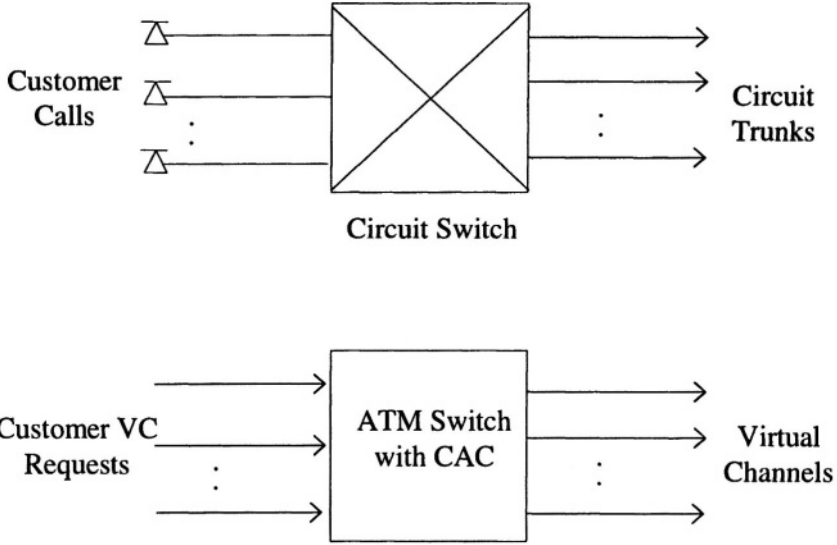 Customer
Calls
Circuit
Trunks
Circuit Switch
Customer VC
Requests
ATM Switch
with CAC
Virtual
Channels